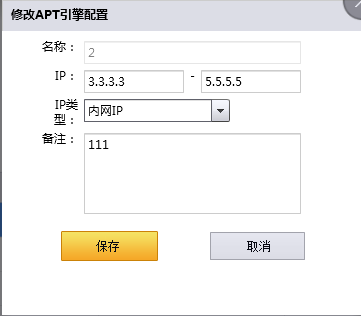 修改APT引擎配置
名称： 2
IP： 3.3.3.3 - 5.5.5.5
IP类型： 内网IP
备注： 111
保存 取消